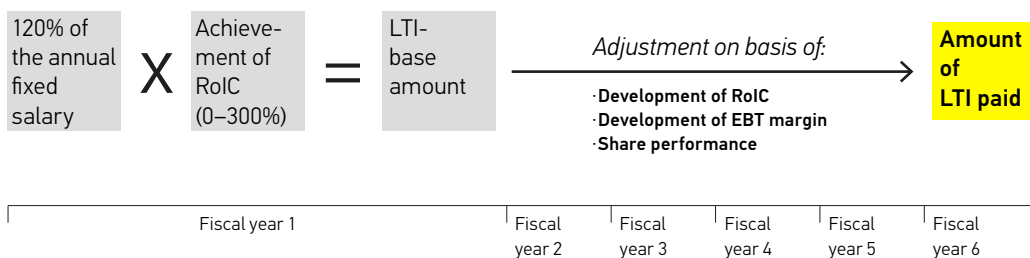 120% of
the annual
fixed
salary
X
Achieve-
ment of
RoIC
(0–300%)
=
LTI-
base
amount
Adjustment on basis of:
·Development of RoIC
·Development of EBT margin
·Share performance
Amount
of
LTI paid
Fiscal year 1
Fiscal
year 2
Fiscal
year 3
Fiscal
year 4
Fiscal
year 5
Fiscal
year 6